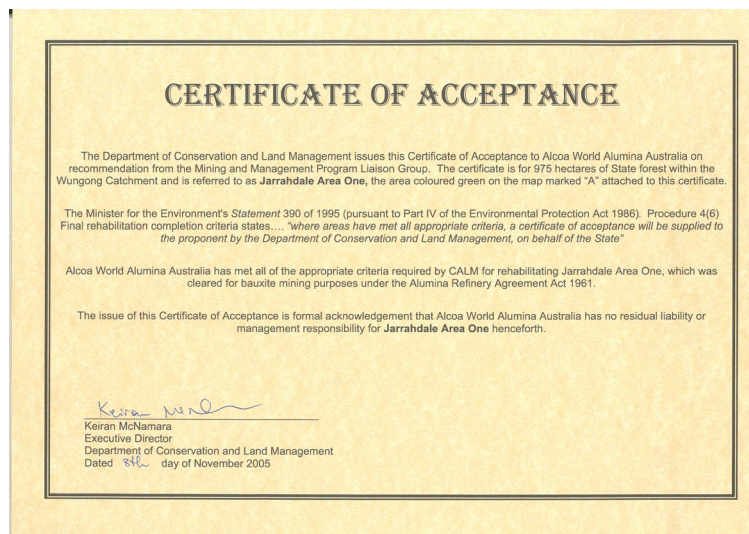 CERTIFICATE OF ACCEPTANCE
The Department of Conservation and Land Management issues this Certificate of Acceptance to Alcoa World Alumina Australia on
recommendation from the Mining and Management Program Liaison Group. The certificate is for 975 hectares of State forest within the
Wungong Catchment and is referred to as Jarrahdale Area One, the area coloured green on the map marked “A” attached to this certificate.
The Minister for the Environment's Statement 390 of 1995 (pursuant to Part IV of the Environmental Protection Act 1986). Procedure 4(6)
Final rehabilitation completion criteria states…. “where areas have met all appropriate criteria, a certificate of acceptance will be supplied to
the proponent by the Department of Conservation and Land Management, on behalf of the State”
Alcoa World Alumina Australia has met all of the appropriate criteria required by CALM for rehabilitating Jarrahdale Area One, which was
cleared for bauxite mining purposes under the Alumina Refinery Agreement Act 1961.
The issue of this Certificate of Acceptance is formal acknowledgement that Alcoa World Alumina Australia has no residual liability or
management responsibility for Jarrahdale Area One henceforth.
Keiran McNamara
Executive Director
Department of Conservation and Land Management
Dated 8th day of November 2005